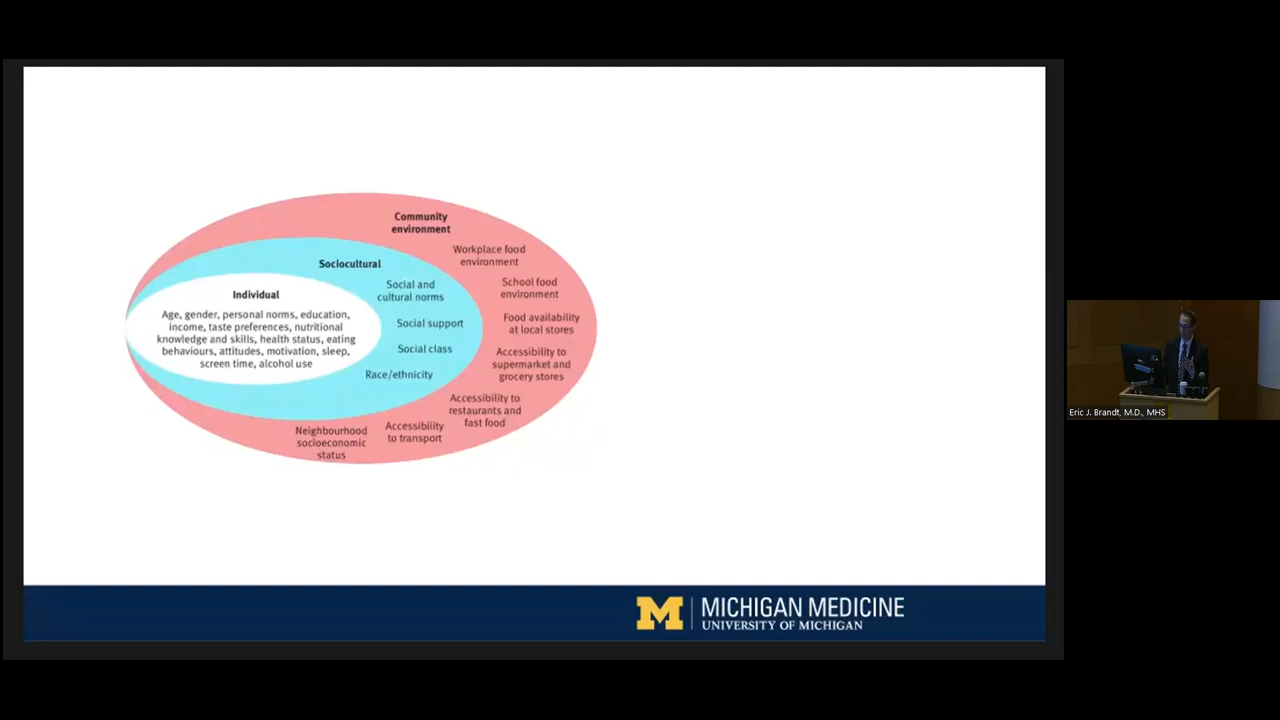 Community
environment
Workplace food
environment
School food
environment
Food availability
at local stores
Accessibility to
supermarket and
grocery stores
Accessibility to
restaurants and
fast food
Accessibility
to transport
Neighbourhood
socioeconomic
status
Sociocultural
Social and
cultural norms
Social support
Social class
Race/ethnicity
Individual
Age, gender, personal norms, education,
income, taste preferences, nutritional
knowledge and skills, health status, eating
behaviours, attitudes, motivation, sleep,
screen time, alcohol use
M
MICHIGAN MEDICINE
UNIVERSITY OF MICHIGAN
Eric J. Brandt, M.D., MHS